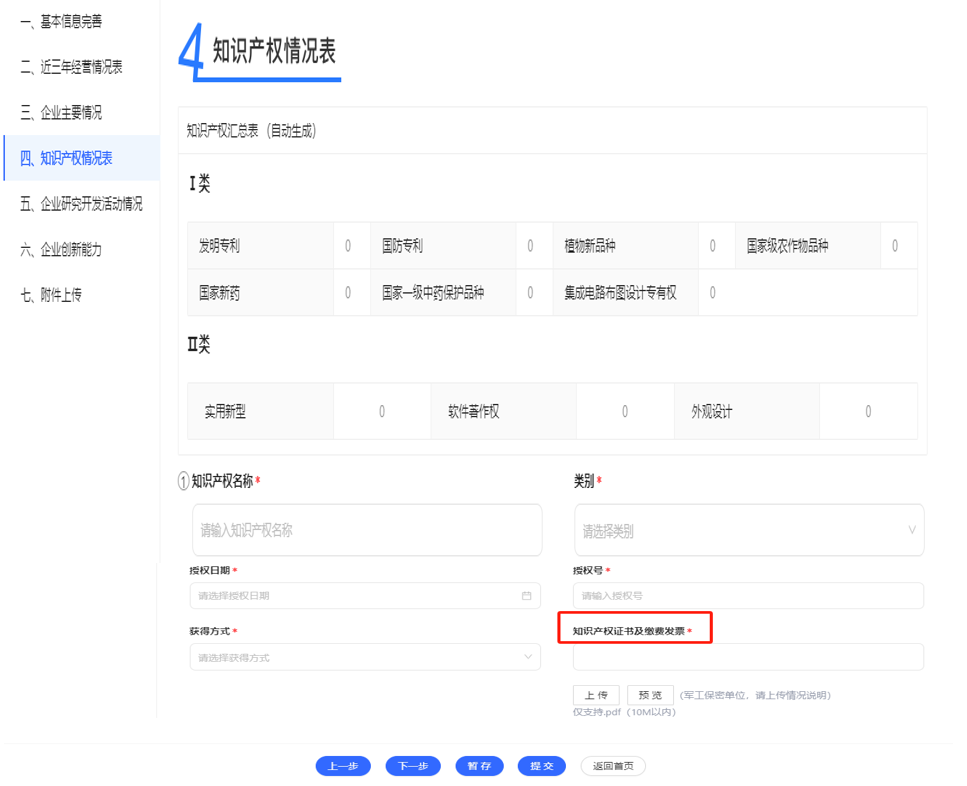 一、基本信息完善
二、近三年经营情况表
三、企业主要情况
四、知识产权情况表
五、企业研究开发活动情况
六、企业创新能力
七、附件上传
4 知识产权情况表
知识产权汇总表（自动生成）
I类
发明专利 0 国防专利 0 植物新品种 0 国家级农作物品种 0
国家新药 0 国家一级中药保护品种 0 集成电路布图设计专有权 0
II类
实用新型 0 软件著作权 0 外观设计 0
①知识产权名称* 类别*
请输入知识产权名称 请选择类别
授权日期* 授权号*
请选择授权日期 请输入授权号
获得方式* 知识产权证书及缴费发票*
请选择获得方式
上传 预览 (军工保密单位，请上传情况说明)
仅支持.pdf（10M以内）
上一步 下一步 暂存 提交 返回首页